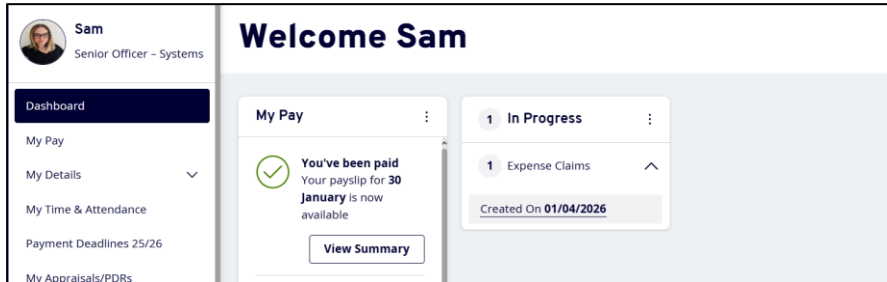 Sam
Senior Officer – Systems
Dashboard
My Pay
My Details
My Time & Attendance
Payment Deadlines 25/26
My Appraisals/PDRs
Welcome Sam
My Pay
You've been paid
Your payslip for 30
January is now
available
View Summary
1 In Progress
1 Expense Claims
Created On 01/04/2026